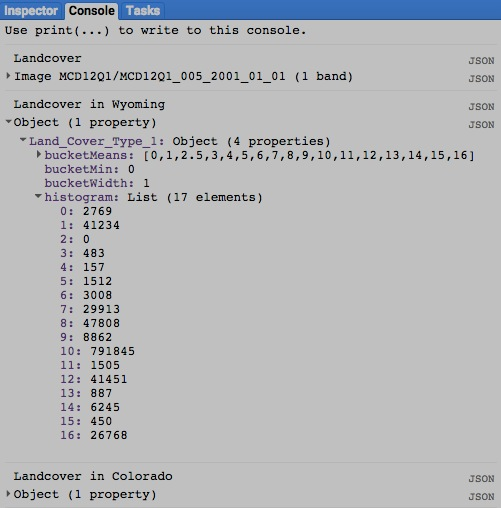 Inspector Console Tasks
Use print(...) to write to this console.
Landcover JSON
Image MCD12Q1/MCD12Q1_005_2001_01_01 (1 band) JSON
Landcover in Wyoming JSON
Object (1 property) JSON
Land_Cover_Type_1: Object (4 properties)
bucketMeans: [0,1,2.5,3,4,5,6,7,8,9,10,11,12,13,14,15,16]
bucketMin: 0
bucketWidth: 1
histogram: List (17 elements)
0: 2769
1: 41234
2: 0
3: 483
4: 157
5: 1512
6: 3008
7: 29913
8: 47808
9: 8862
10: 791845
11: 1505
12: 41451
13: 887
14: 6245
15: 450
16: 26768
Landcover in Colorado JSON
Object (1 property) JSON